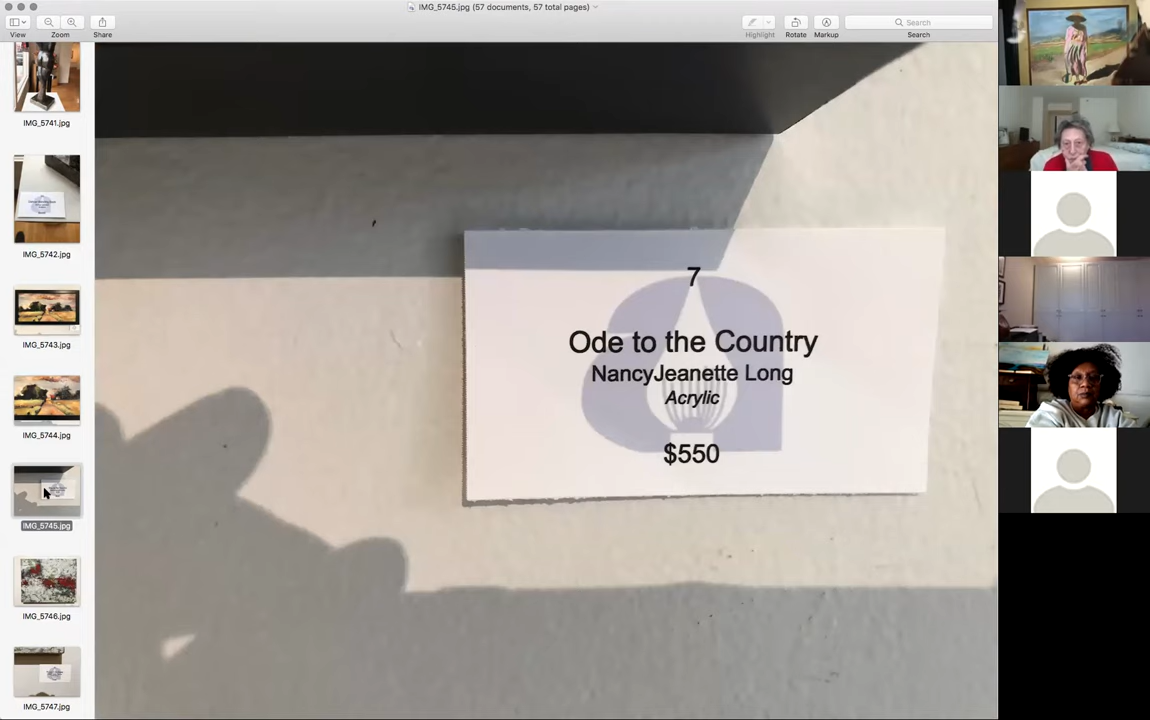 IMG_5745.jpg (57 documents, 57 total pages)
View
Zoom
Share
Highlight
Rotate
Markup
Search
Search
IMG_5741.jpg
IMG_5742.jpg
IMG_5743.jpg
IMG_5744.jpg
IMG_5745.jpg
IMG_5746.jpg
IMG_5747.jpg
7
Ode to the Country
NancyJeanette Long
Acrylic
$550